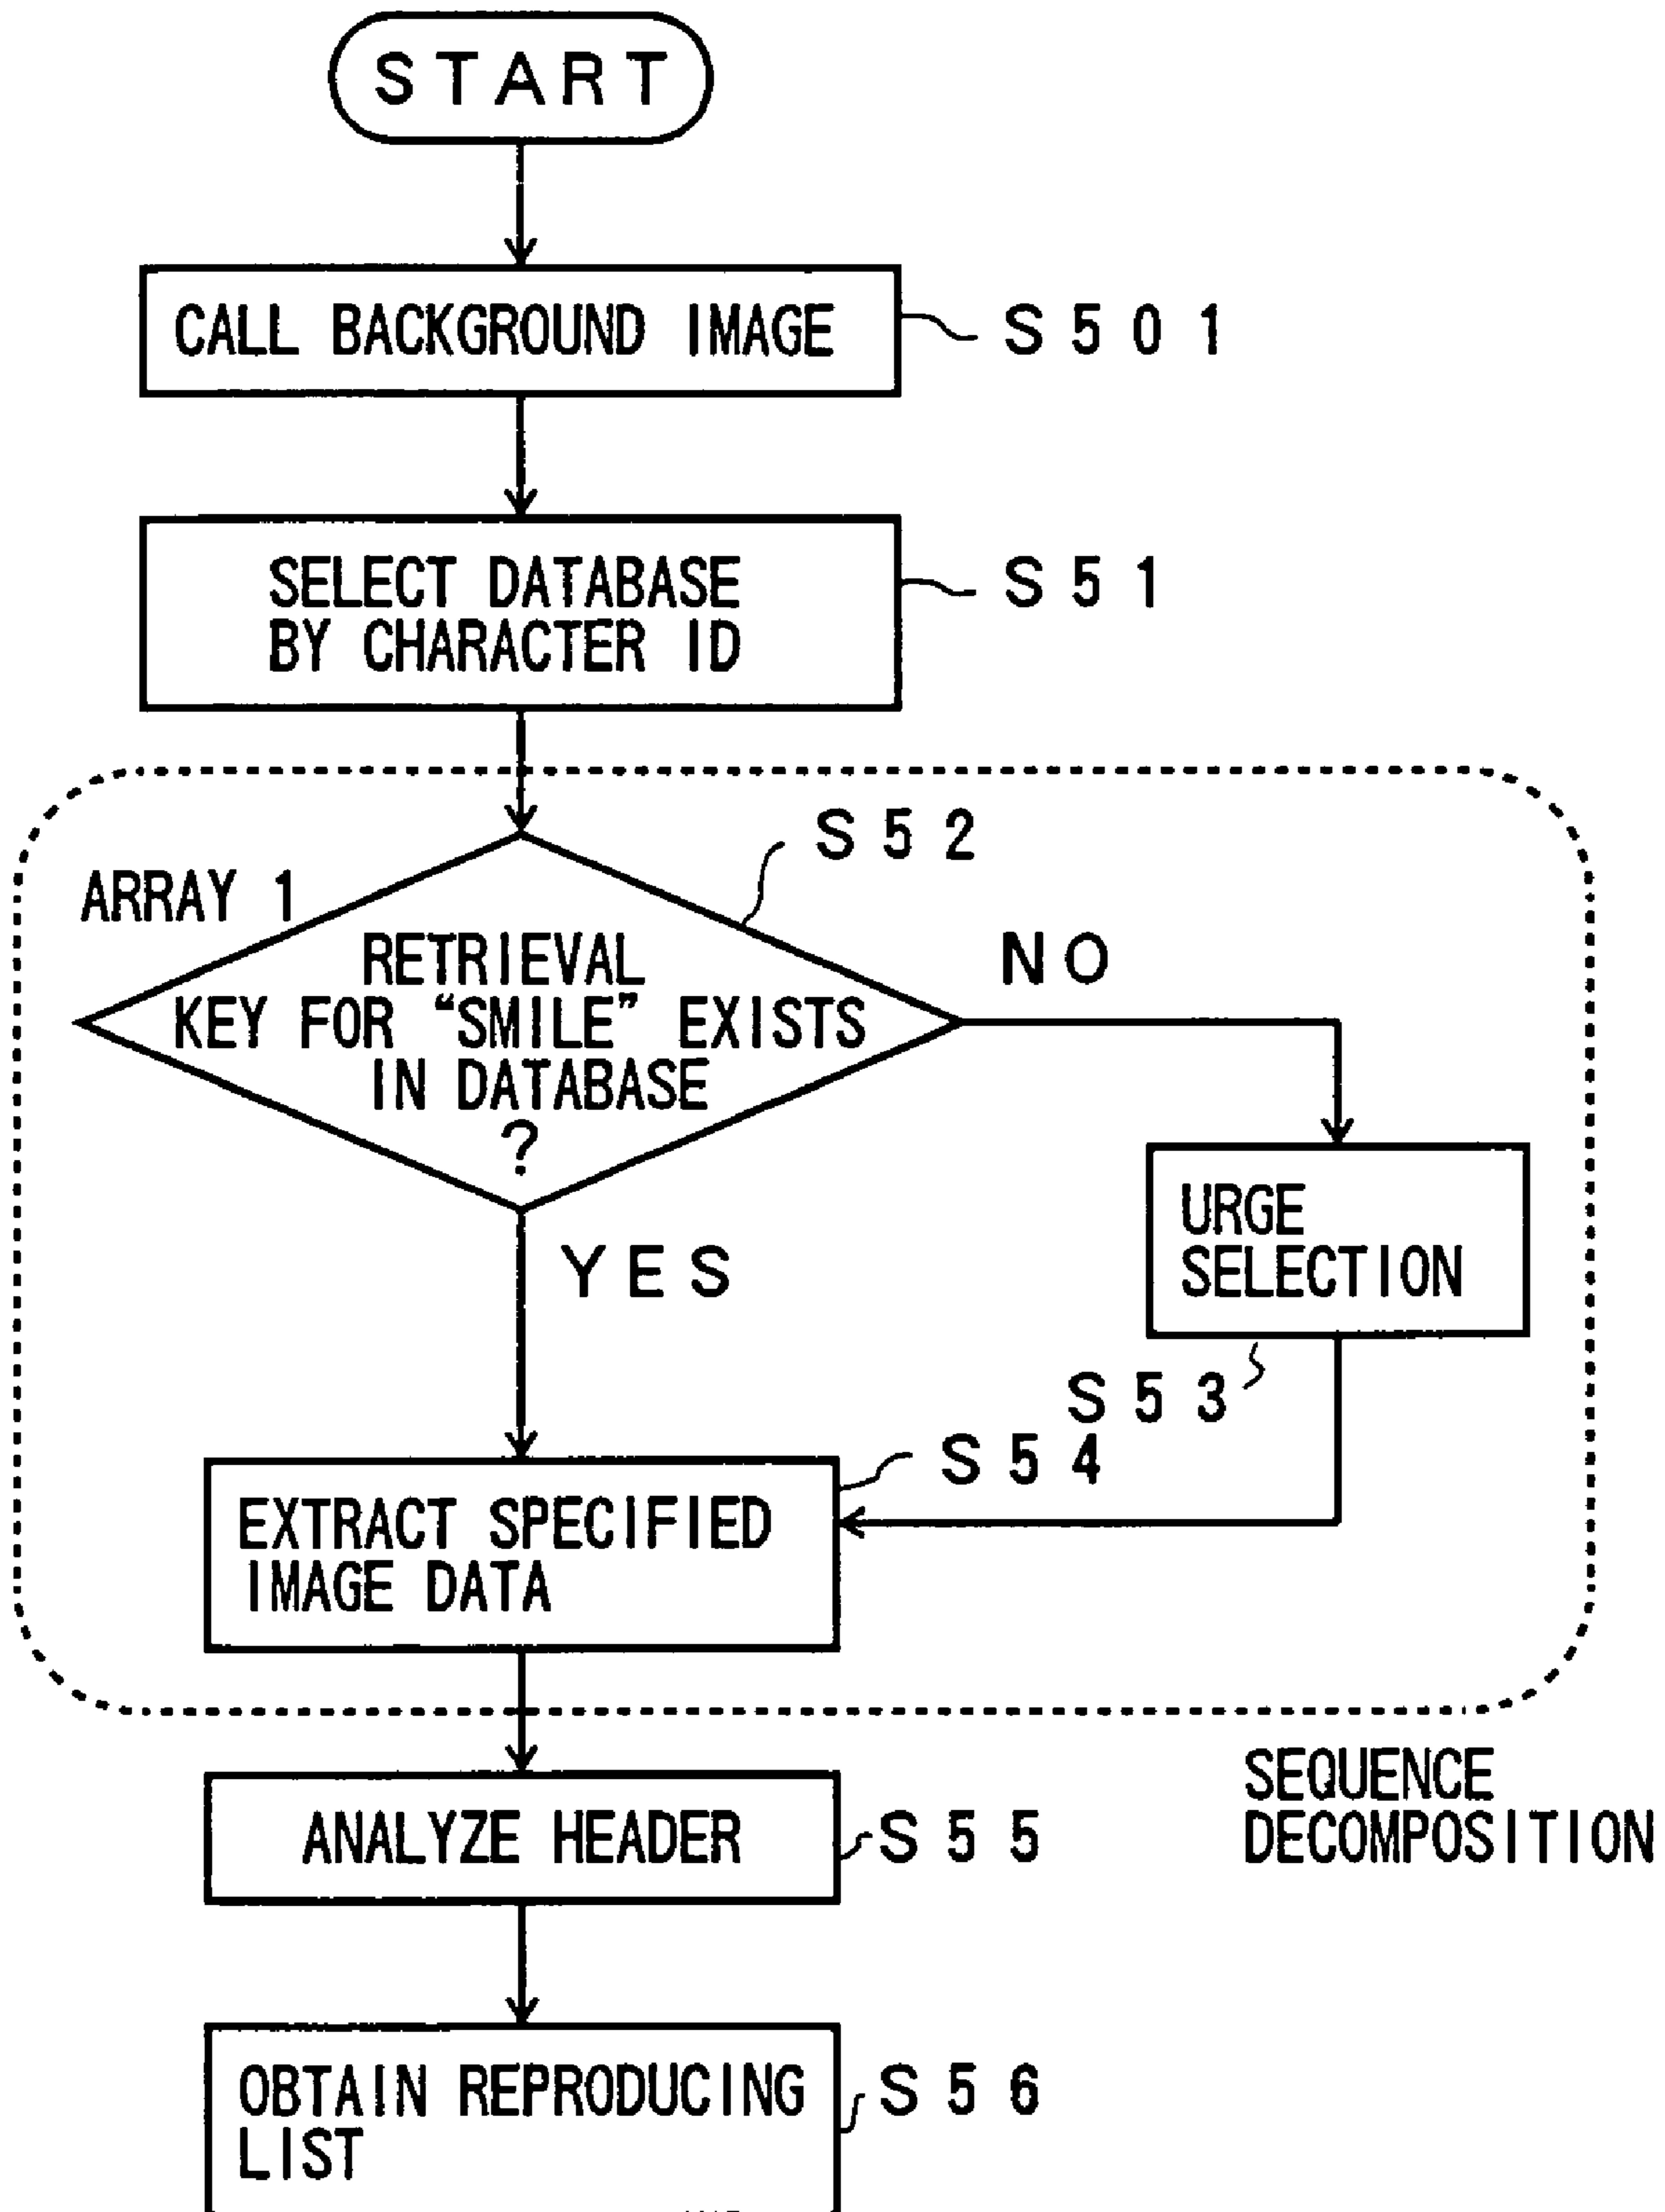 START
CALL BACKGROUND IMAGE
S501
SELECT DATABASE
BY CHARACTER ID
S51
S52
ARRAY 1
RETRIEVAL
KEY FOR “SMILE” EXISTS
IN DATABASE
?
NO
YES
URGE
SELECTION
S53
S54
EXTRACT SPECIFIED
IMAGE DATA
SEQUENCE
DECOMPOSITION
ANALYZE HEADER
S55
OBTAIN REPRODUCING
LIST
S56